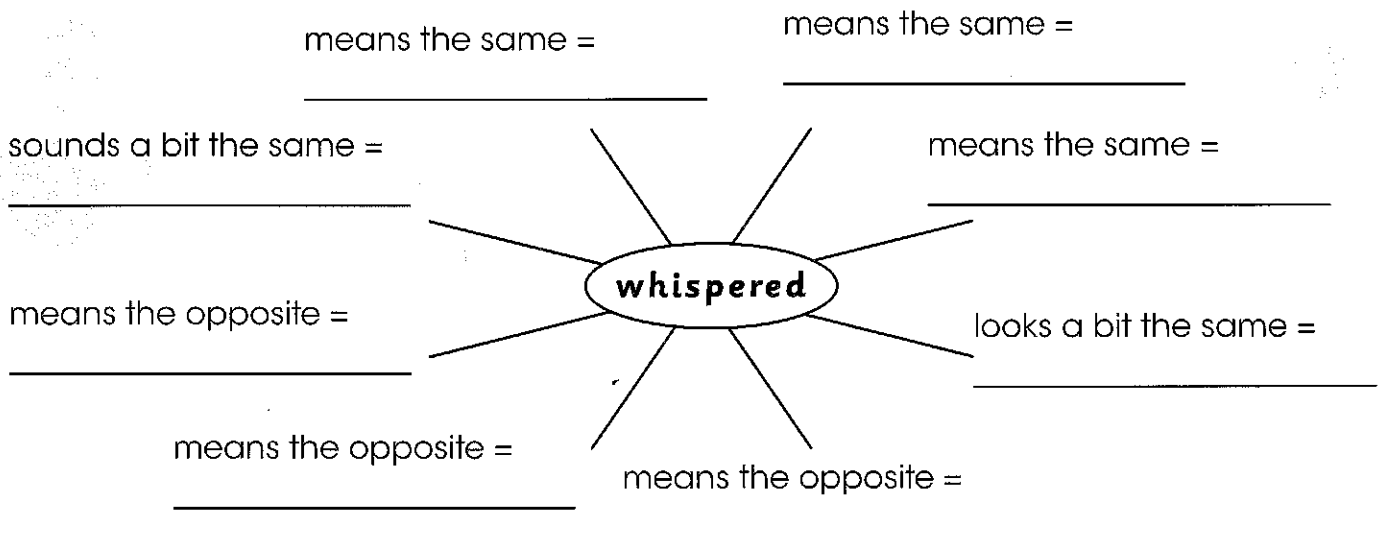 means the same =
means the same =
sounds a bit the same =
means the same =
whispered
means the opposite =
looks a bit the same =
means the opposite =
means the opposite =